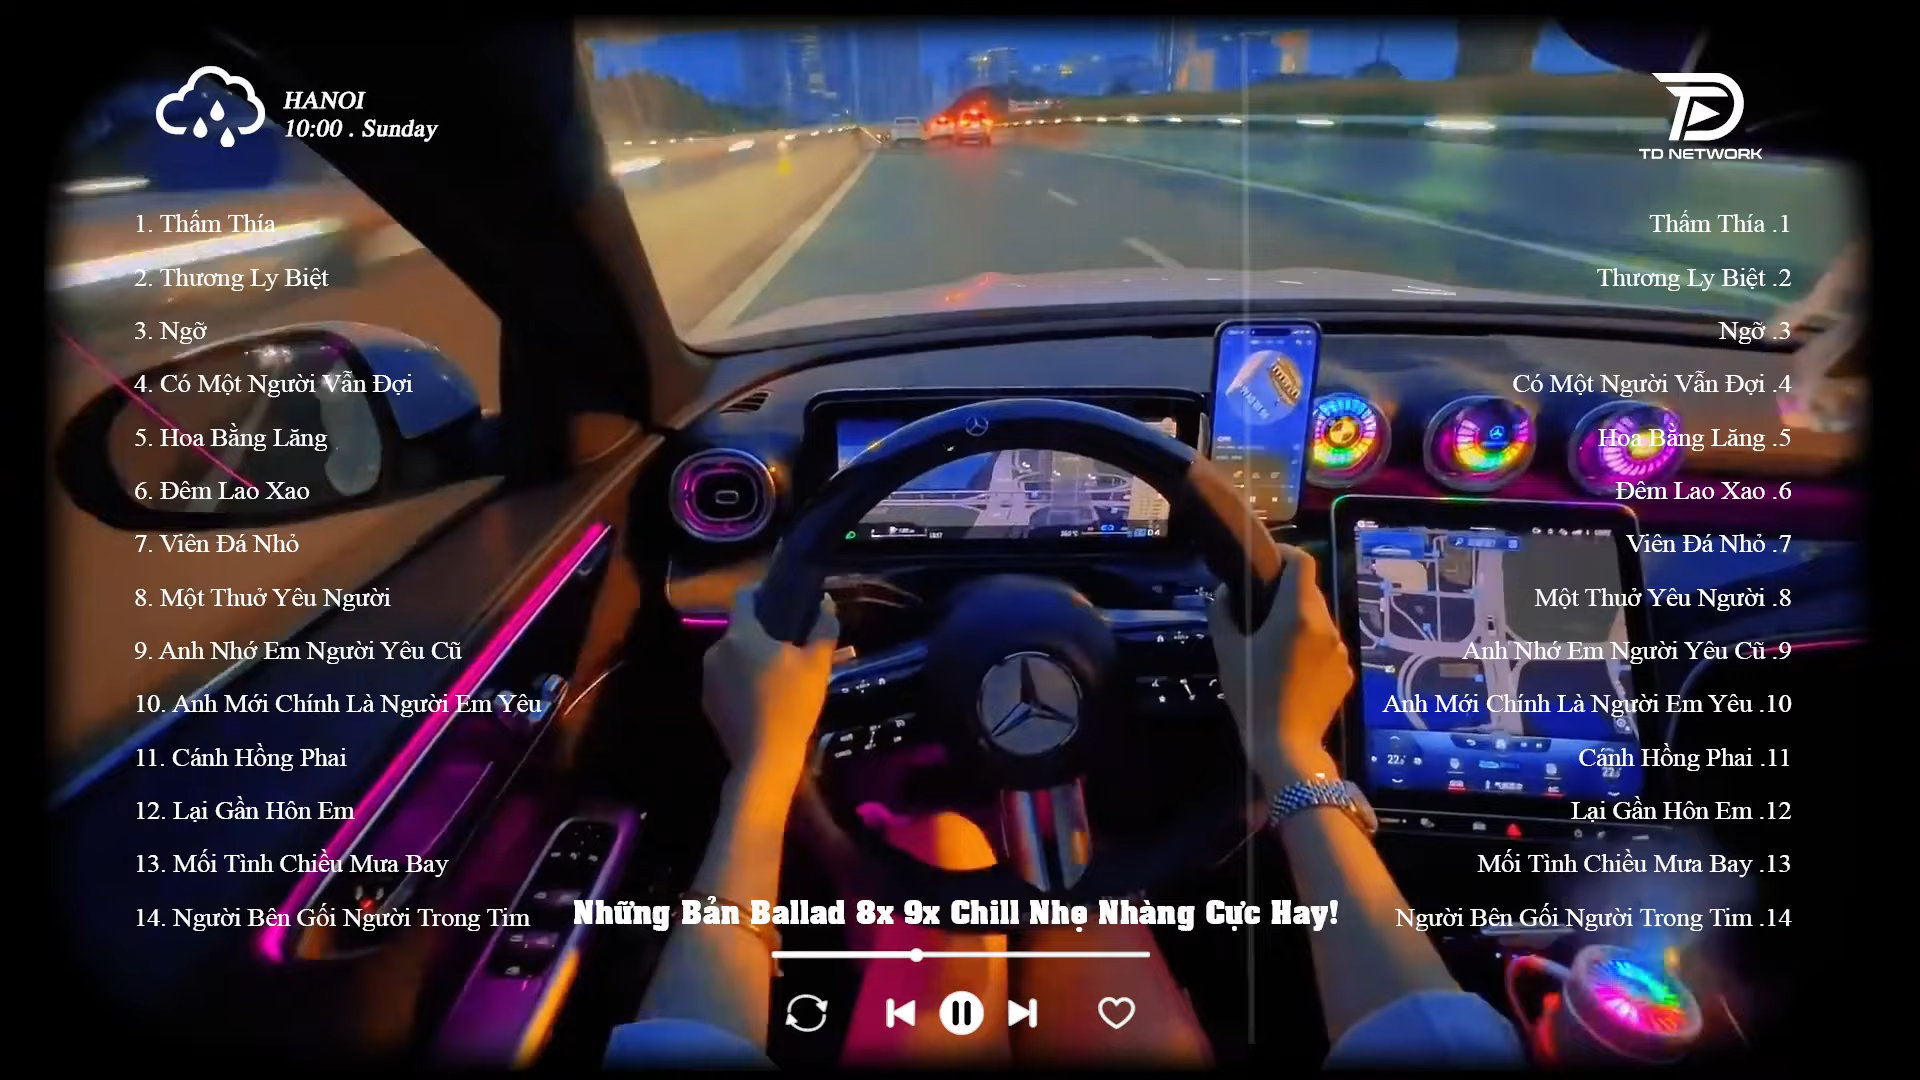 HANOI
10:00 . Sunday
TD NETWORK
1. Thấm Thía
2. Thương Ly Biệt
3. Ngỡ
4. Có Một Người Vẫn Đợi
5. Hoa Bằng Lăng
6. Đêm Lao Xao
7. Viên Đá Nhỏ
8. Một Thuở Yêu Người
9. Anh Nhớ Em Người Yêu Cũ
10. Anh Mới Chính Là Người Em Yêu
11. Cánh Hồng Phai
12. Lại Gần Hôn Em
13. Mối Tình Chiều Mưa Bay
14. Người Bên Gối Người Trong Tim
Thấm Thía .1
Thương Ly Biệt .2
Ngỡ .3
Có Một Người Vẫn Đợi .4
Hoa Bằng Lăng .5
Đêm Lao Xao .6
Viên Đá Nhỏ .7
Một Thuở Yêu Người .8
Anh Nhớ Em Người Yêu Cũ .9
Anh Mới Chính Là Người Em Yêu .10
Cánh Hồng Phai .11
Lại Gần Hôn Em .12
Mối Tình Chiều Mưa Bay .13
Người Bên Gối Người Trong Tim .14
Những Bản Ballad 8x 9x Chill Nhẹ Nhàng Cực Hay!